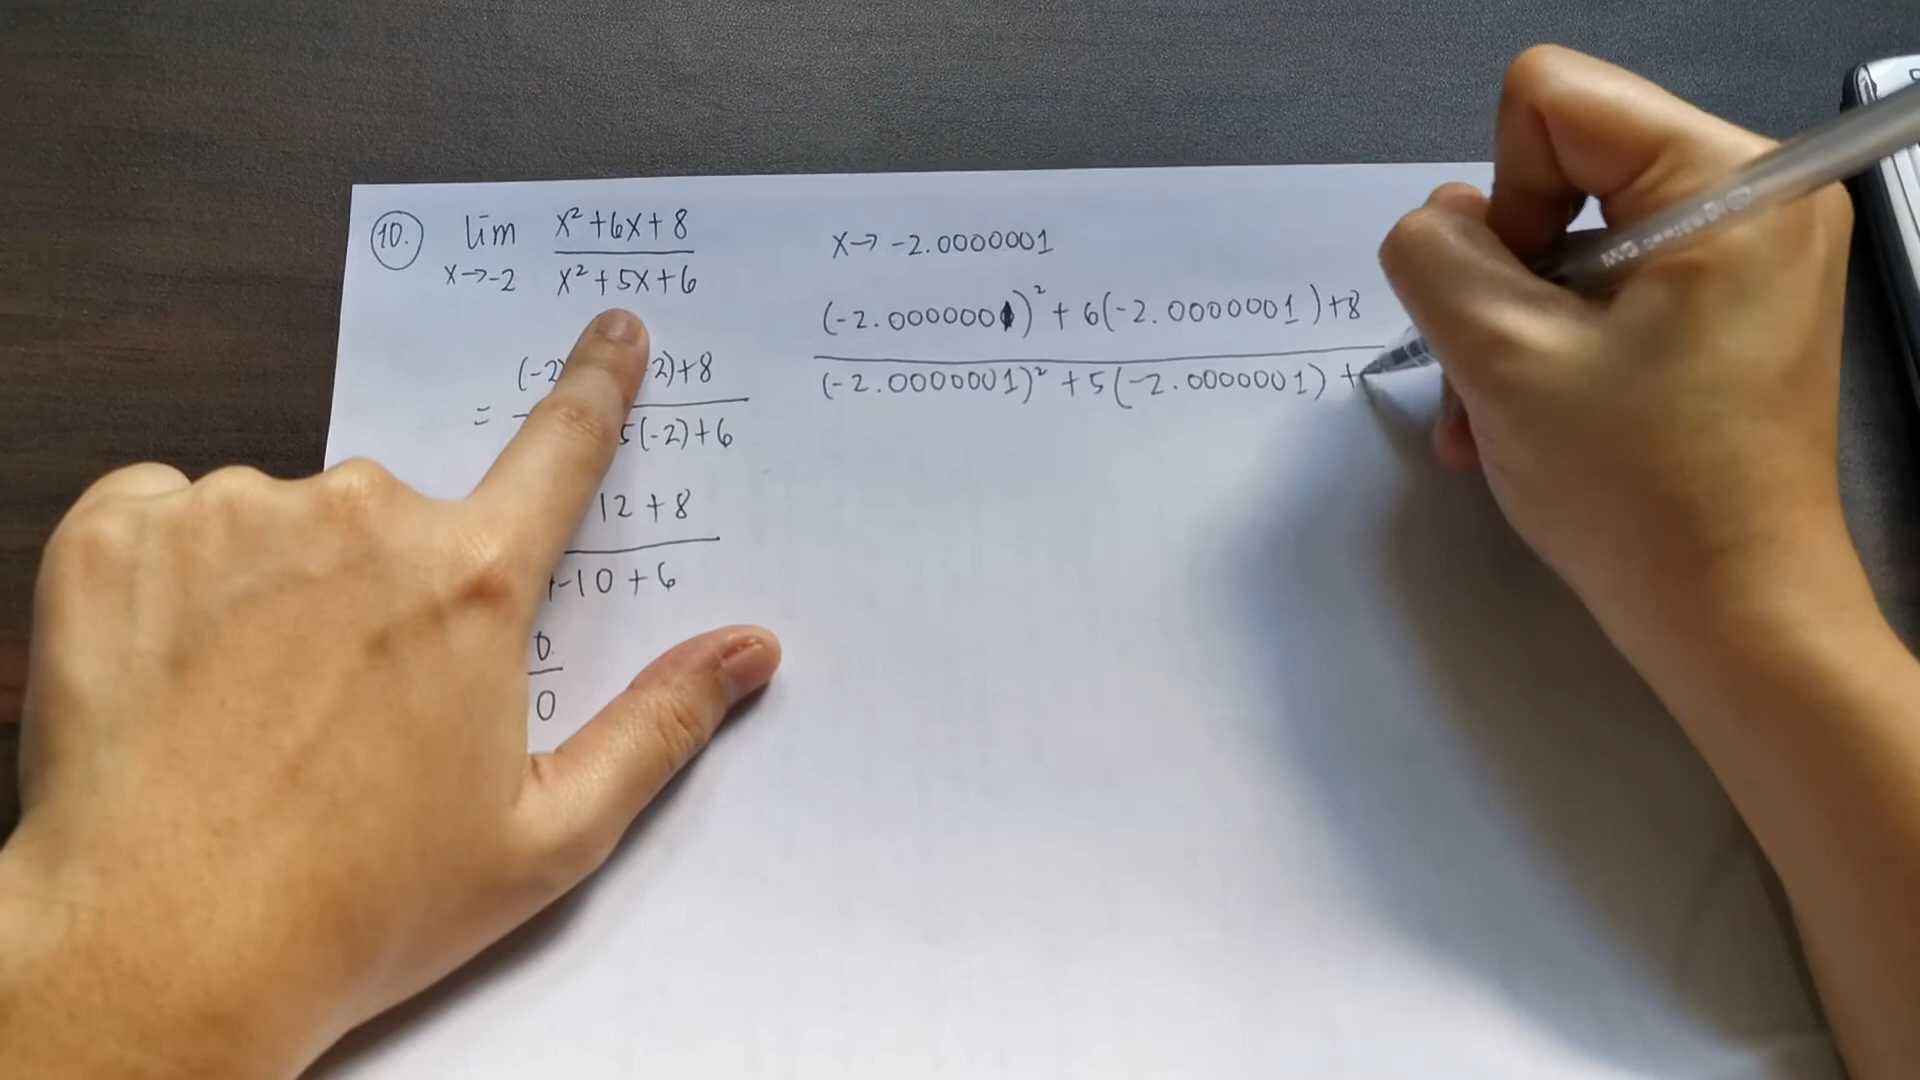 10. lim x²+6x+8
x→-2 x²+5x+6
= (-2) 2)+8
5(-2)+6
12+8
-10+6
0
0
x→ -2.0000001
(-2.0000001)² + 6(-2.0000001)+8
(-2.0000001)² + 5(-2.0000001) +